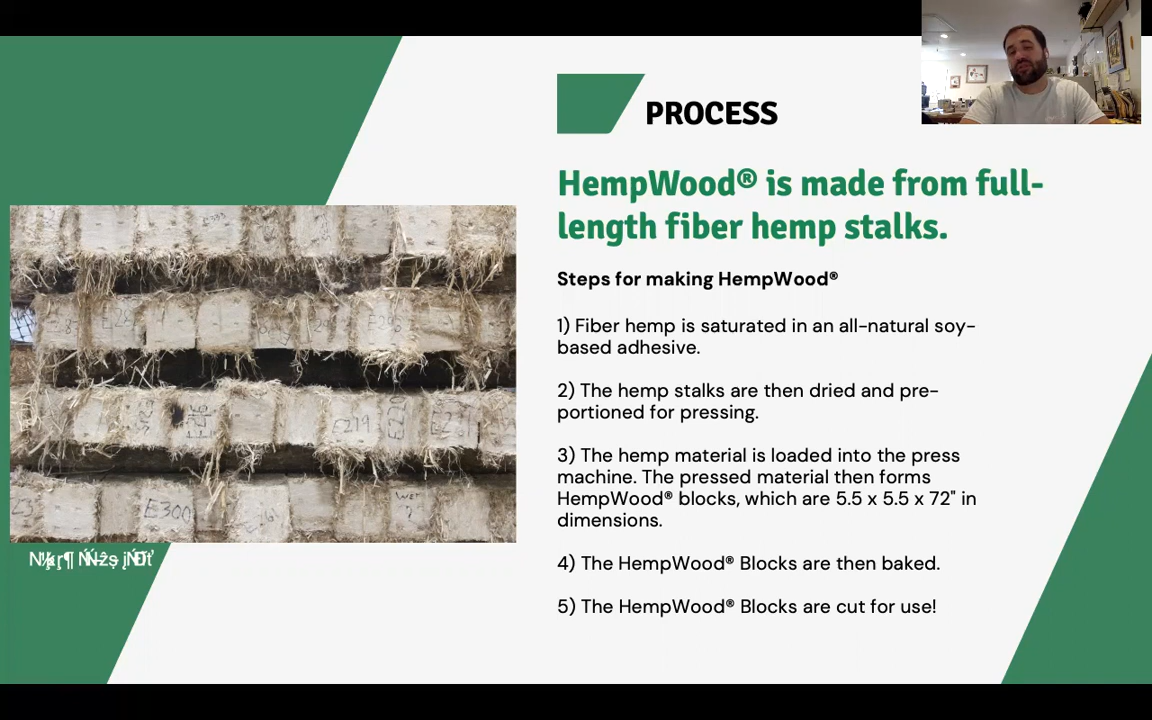 PROCESS
HempWood® is made from full-
length fiber hemp stalks.
Steps for making HempWood®
1) Fiber hemp is saturated in an all-natural soy-
based adhesive.
2) The hemp stalks are then dried and pre-
portioned for pressing.
3) The hemp material is loaded into the press
machine. The pressed material then forms
HempWood® blocks, which are 5.5 x 5.5 x 72" in
dimensions.
4) The HempWood® Blocks are then baked.
5) The HempWood® Blocks are cut for use!
E219
E300